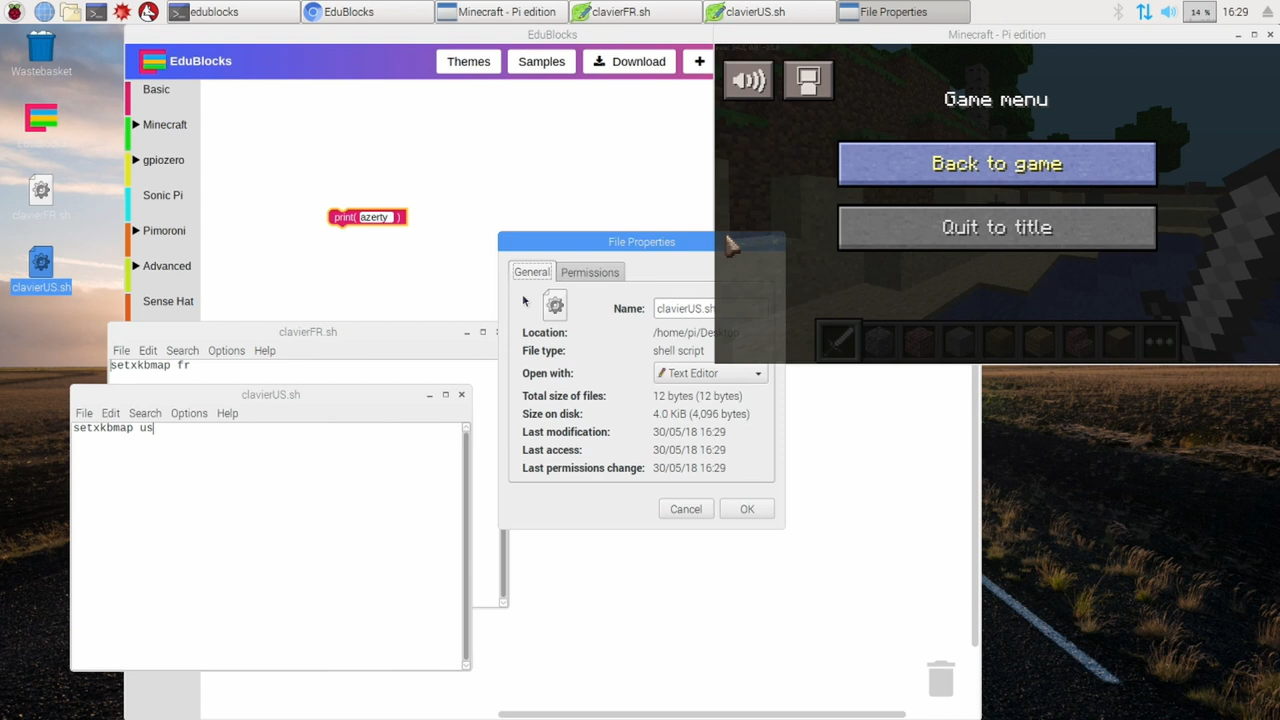 edublocks
EduBlocks
Minecraft - Pi edition
clavierFR.sh
clavierUS.sh
File Properties
14 %
16:29
Wastebasket
clavierFR.sh
clavierUS.sh
EduBlocks
EduBlocks
Themes
Samples
Download
+
Basic
Minecraft
gpiozero
Sonic Pi
Pimoroni
Advanced
Sense Hat
print( azerty )
Minecraft - Pi edition
Game menu
Back to game
Quit to title
clavierFR.sh
File Edit Search Options Help
setxkbmap fr
clavierUS.sh
File Edit Search Options Help
setxkbmap us
File Properties
General Permissions
Name: clavierUS.sh
Location: /home/pi/Desktop
File type: shell script
Open with: Text Editor
Total size of files: 12 bytes (12 bytes)
Size on disk: 4.0 KiB (4,096 bytes)
Last modification: 30/05/18 16:29
Last access: 30/05/18 16:29
Last permissions change: 30/05/18 16:29
Cancel OK